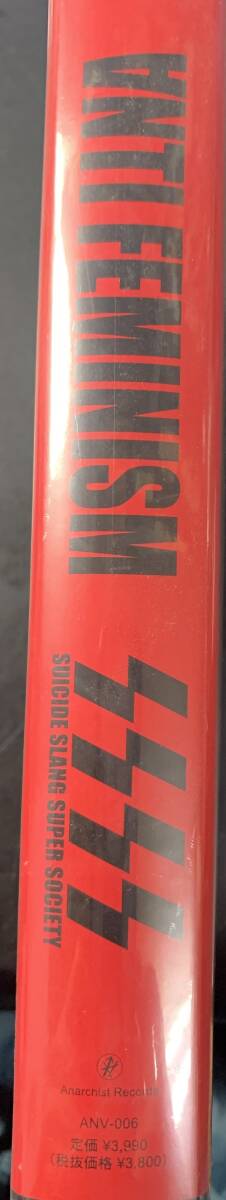 ANTI FEMINISM
SSSS
SUICIDE SLANG SUPER SOCIETY
Anarchist Records
ANV-006
定価 ¥3,990
(税抜価格 ¥3,800)